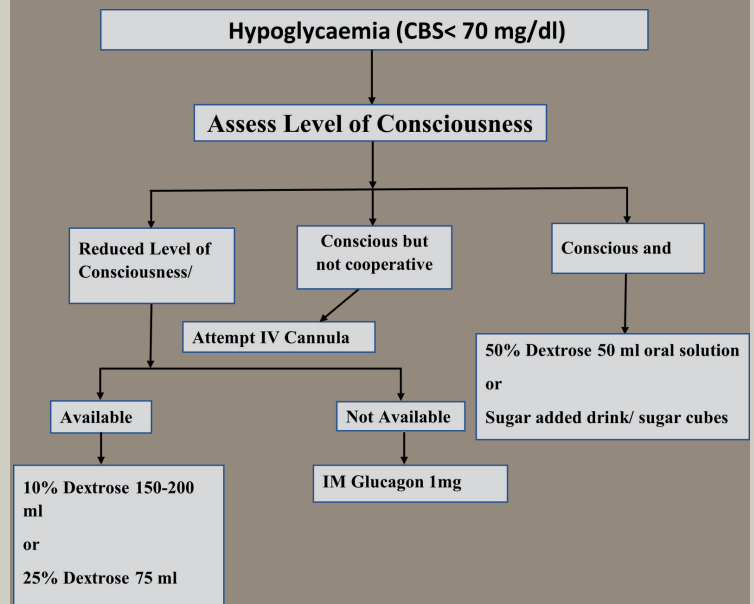 Hypoglycaemia (CBS< 70 mg/dl)
Assess Level of Consciousness
Reduced Level of
Consciousness/
Conscious but
not cooperative
Conscious and
Attempt IV Cannula
50% Dextrose 50 ml oral solution
or
Sugar added drink/ sugar cubes
Available
Not Available
10% Dextrose 150-200
ml
or
25% Dextrose 75 ml
IM Glucagon 1mg